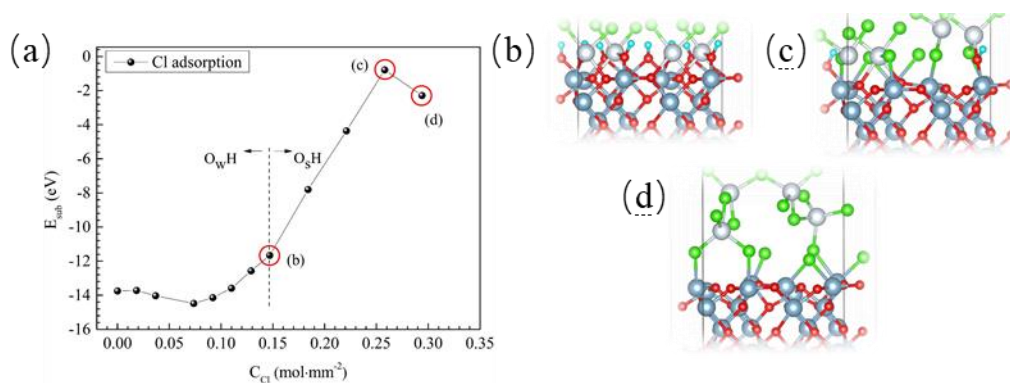 (a)
Cl adsorption
E_sub (eV)
0
-2
-4
-6
-8
-10
-12
-14
-16
(c)
(d)
O_WH
O_SH
(b)
0.00 0.05 0.10 0.15 0.20 0.25 0.30 0.35
C_Cl (mol·mm⁻²)
(b)
(c)
(d)